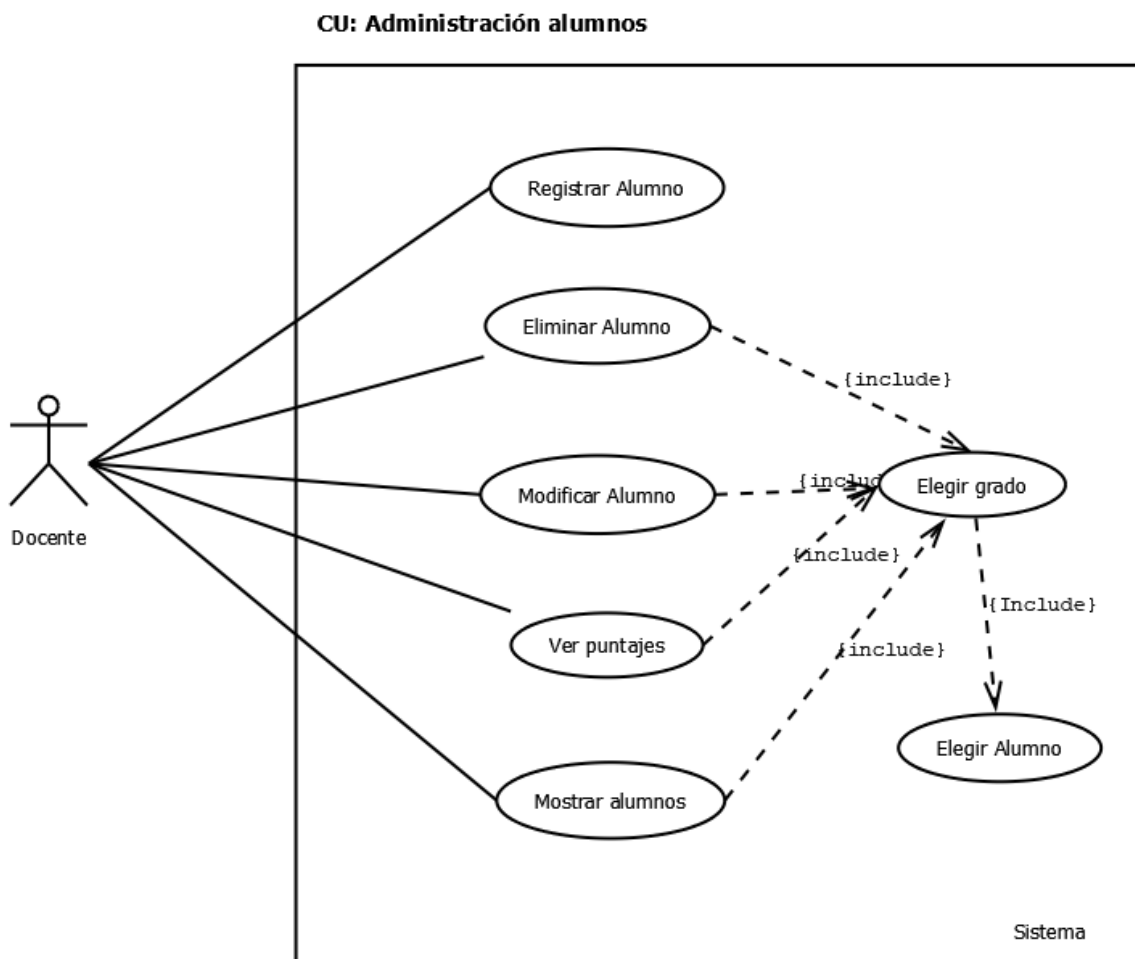 CU: Administración alumnos
Registrar Alumno
Eliminar Alumno
{include}
Modificar Alumno
{include
Elegir grado
Docente
{include}
{Include}
Ver puntajes
{include}
Elegir Alumno
Mostrar alumnos
Sistema